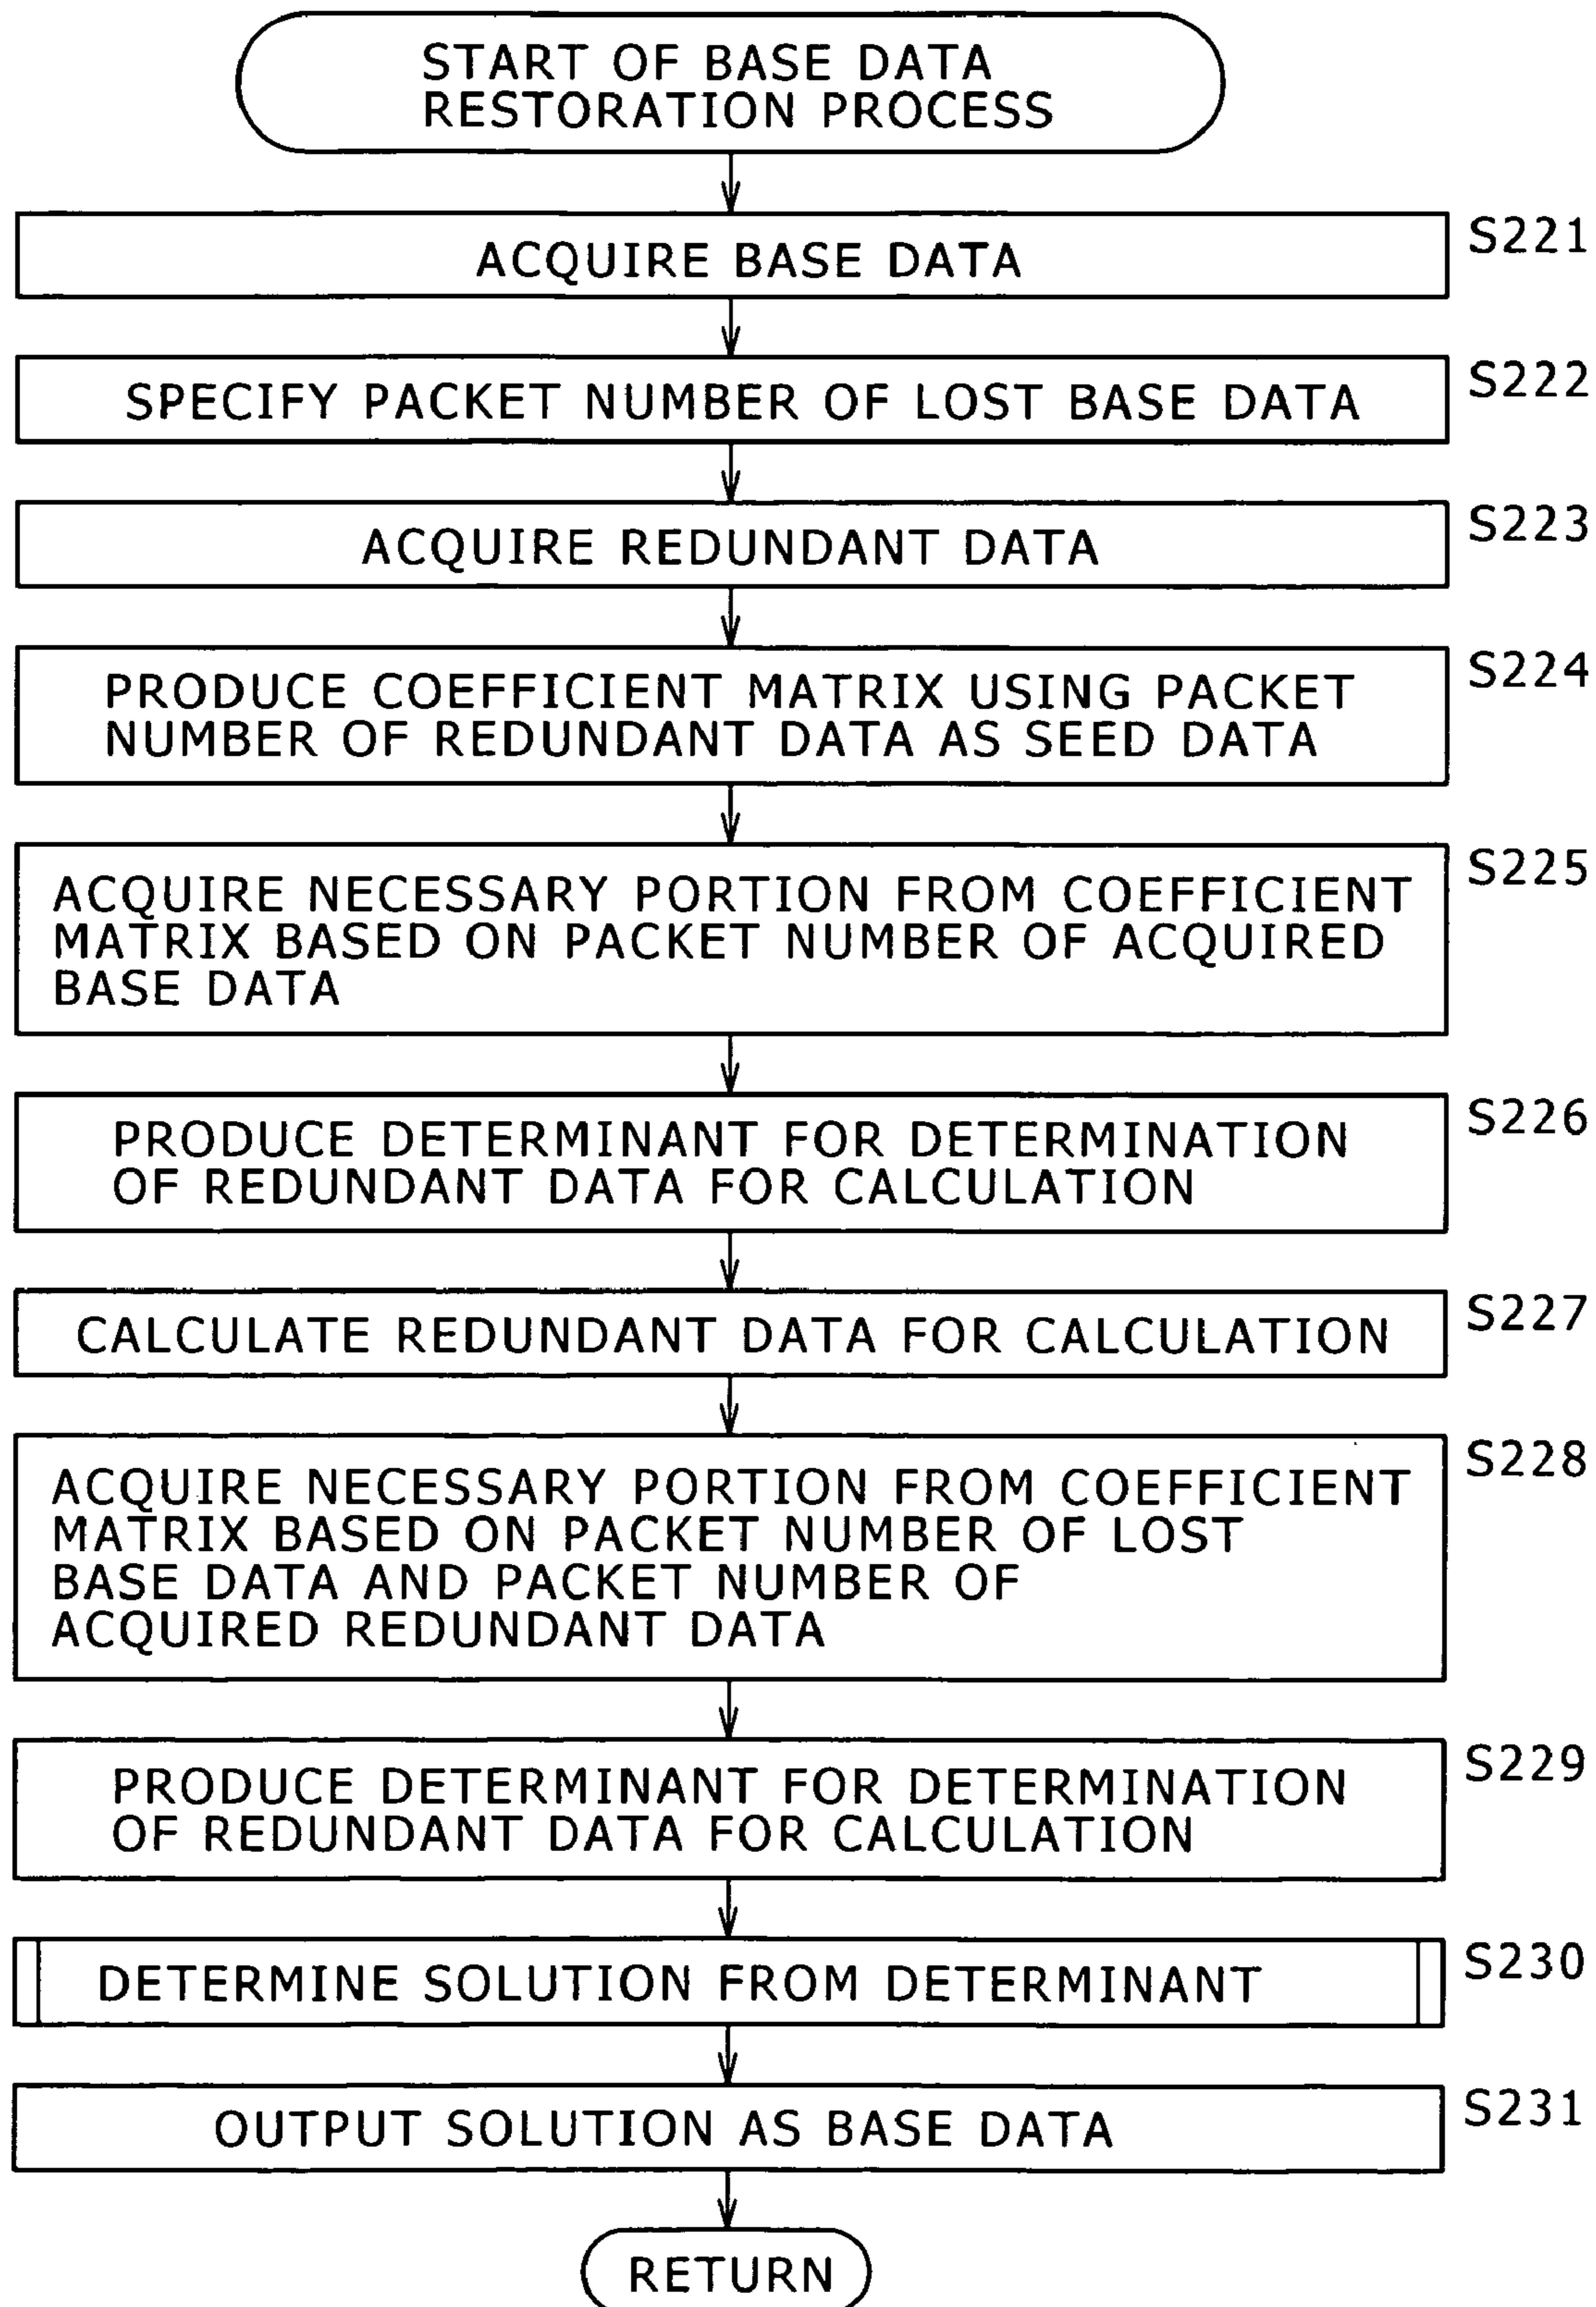 START OF BASE DATA
RESTORATION PROCESS
S221
ACQUIRE BASE DATA
S222
SPECIFY PACKET NUMBER OF LOST BASE DATA
S223
ACQUIRE REDUNDANT DATA
S224
PRODUCE COEFFICIENT MATRIX USING PACKET
NUMBER OF REDUNDANT DATA AS SEED DATA
S225
ACQUIRE NECESSARY PORTION FROM COEFFICIENT
MATRIX BASED ON PACKET NUMBER OF ACQUIRED
BASE DATA
S226
PRODUCE DETERMINANT FOR DETERMINATION
OF REDUNDANT DATA FOR CALCULATION
S227
CALCULATE REDUNDANT DATA FOR CALCULATION
S228
ACQUIRE NECESSARY PORTION FROM COEFFICIENT
MATRIX BASED ON PACKET NUMBER OF LOST
BASE DATA AND PACKET NUMBER OF
ACQUIRED REDUNDANT DATA
S229
PRODUCE DETERMINANT FOR DETERMINATION
OF REDUNDANT DATA FOR CALCULATION
S230
DETERMINE SOLUTION FROM DETERMINANT
S231
OUTPUT SOLUTION AS BASE DATA
RETURN